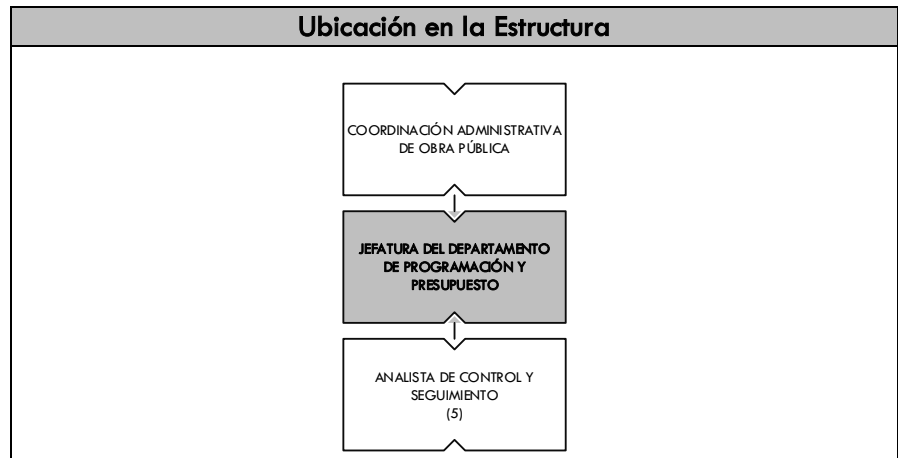 Ubicación en la Estructura
COORDINACIÓN ADMINISTRATIVA
DE OBRA PÚBLICA
JEFATURA DEL DEPARTAMENTO
DE PROGRAMACIÓN Y
PRESUPUESTO
ANALISTA DE CONTROL Y
SEGUIMIENTO
(5)